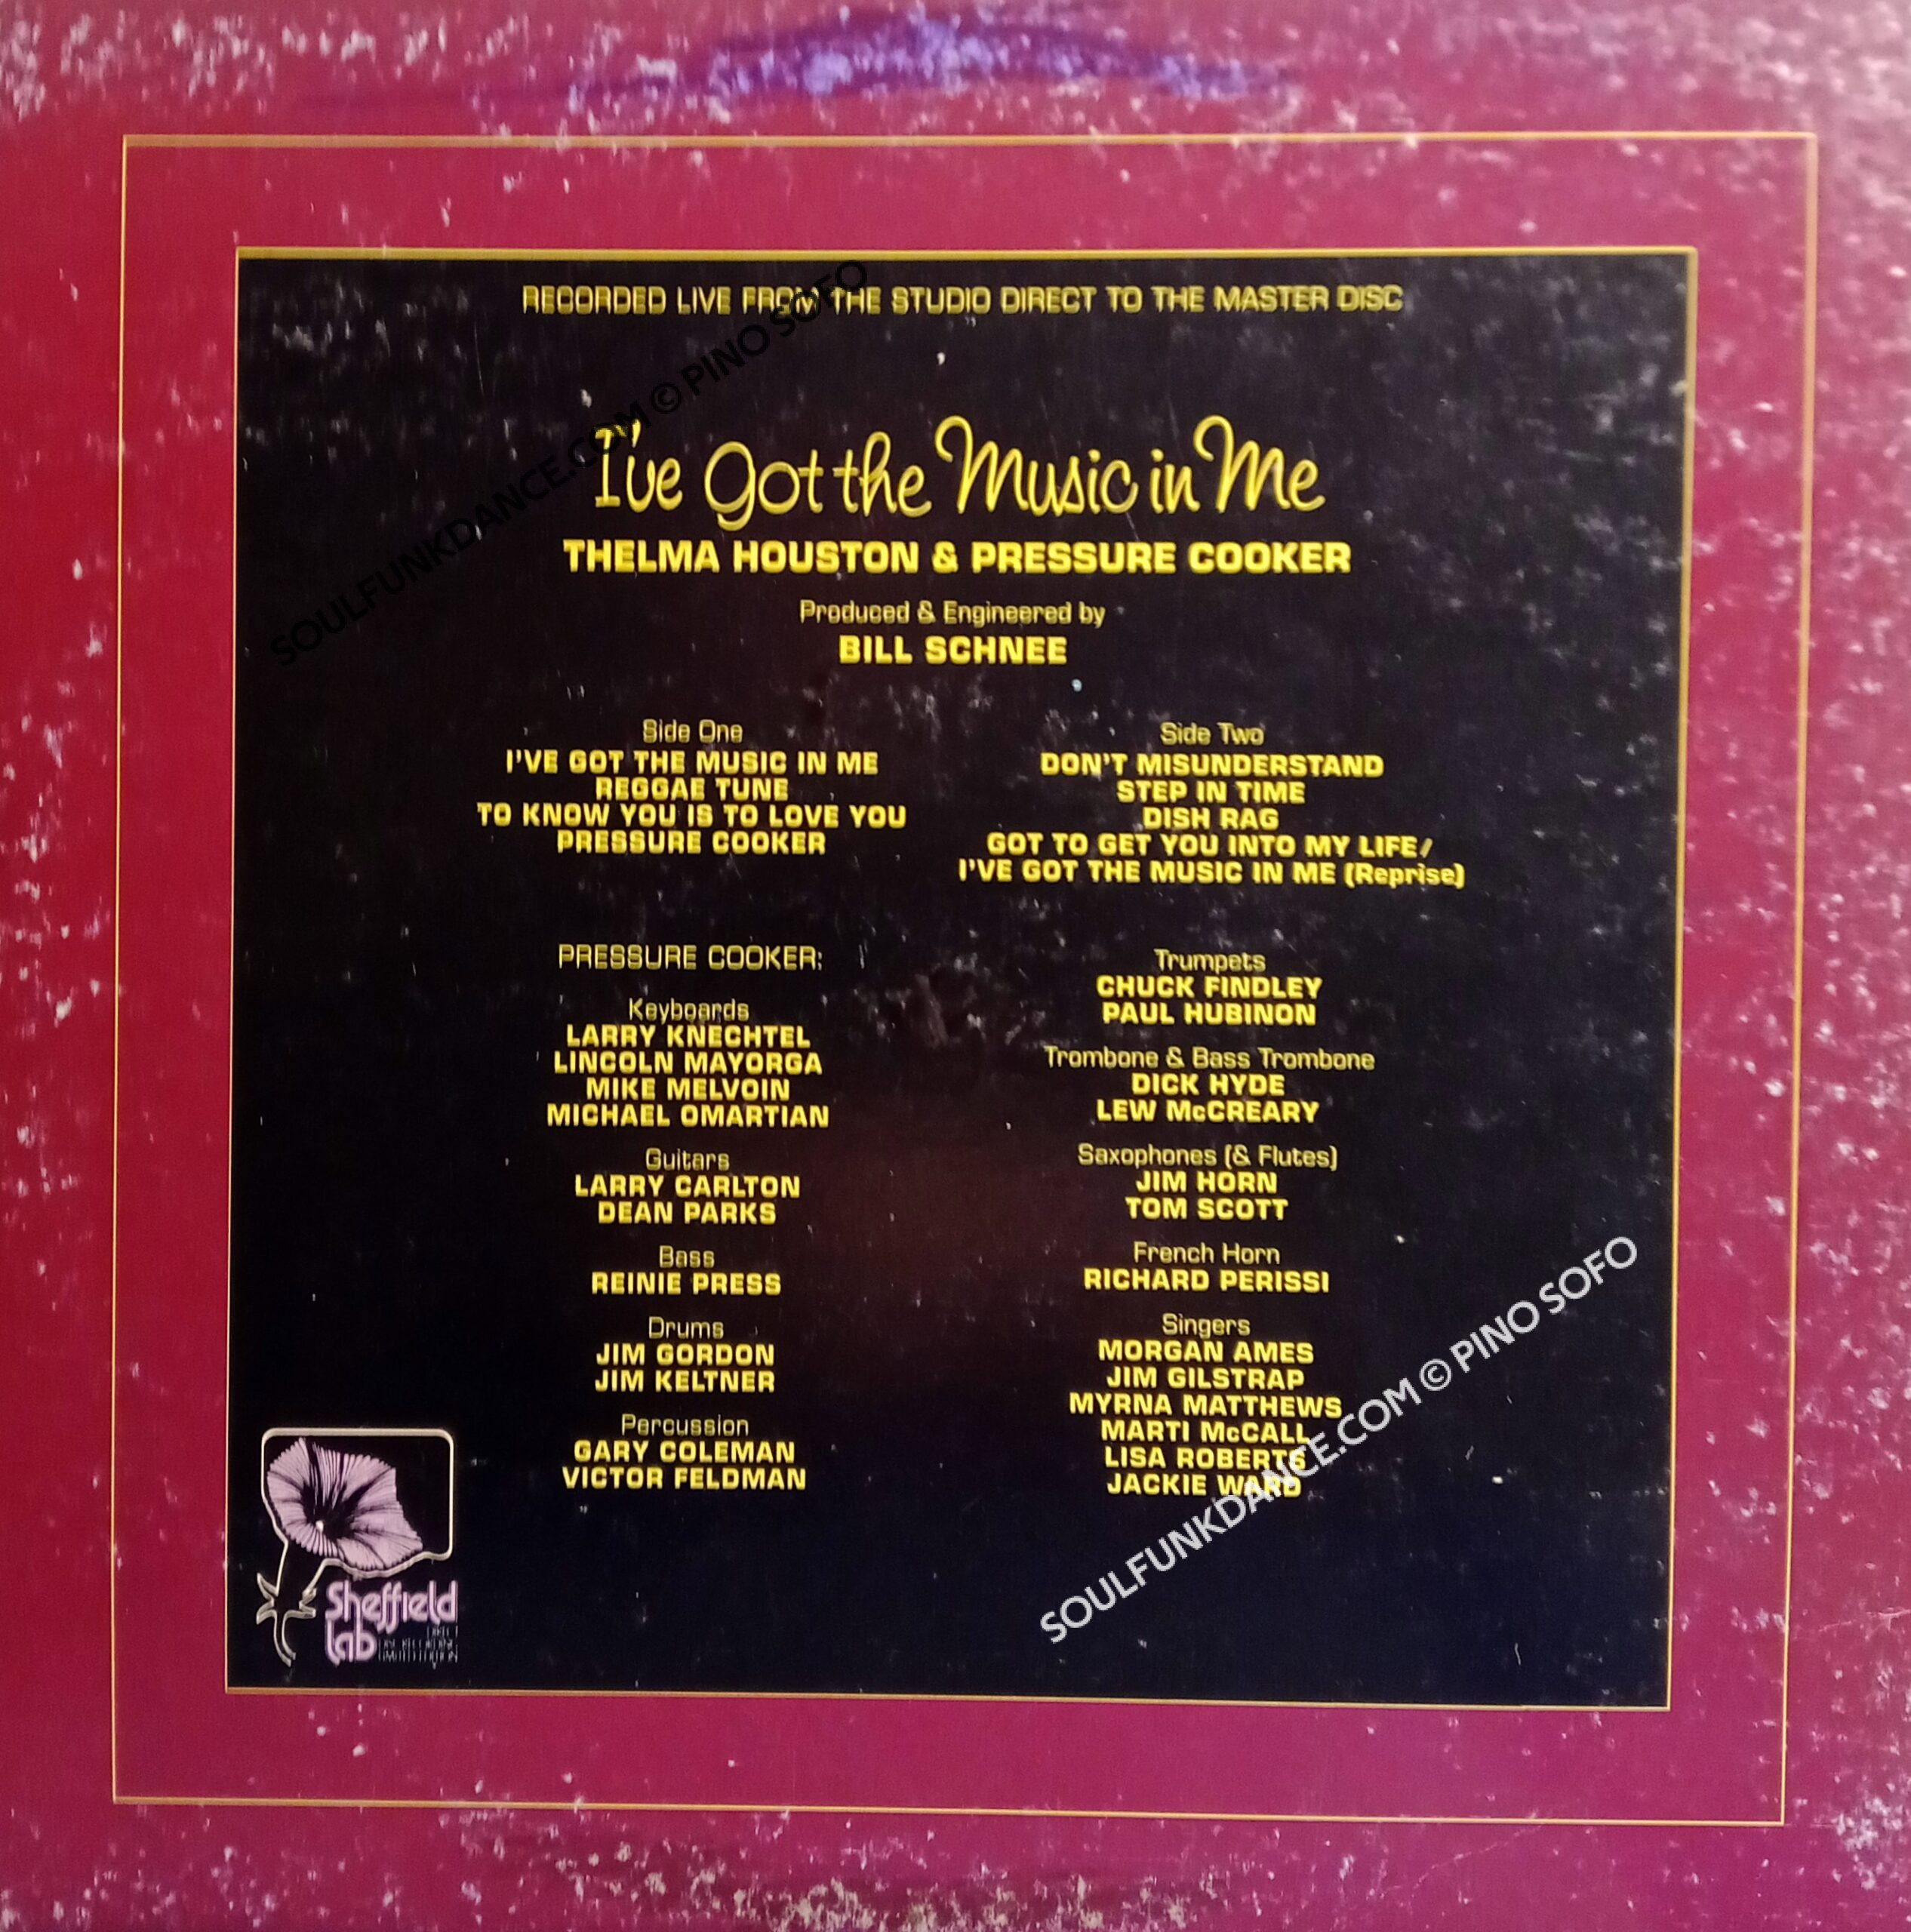 RECORDED LIVE FROM THE STUDIO DIRECT TO THE MASTER DISC
I've Got the Music in Me
THELMA HOUSTON & PRESSURE COOKER
Produced & Engineered by
BILL SCHNEE
Side One
I'VE GOT THE MUSIC IN ME
REGGAE TUNE
TO KNOW YOU IS TO LOVE YOU
PRESSURE COOKER
Side Two
DON'T MISUNDERSTAND
STEP IN TIME
DISH RAG
GOT TO GET YOU INTO MY LIFE/
I'VE GOT THE MUSIC IN ME (Reprise)
PRESSURE COOKER:
Keyboards
LARRY KNECHTEL
LINCOLN MAYORGA
MIKE MELVOIN
MICHAEL OMARTIAN
Guitars
LARRY CARLTON
DEAN PARKS
Bass
REINIE PRESS
Drums
JIM GORDON
JIM KELTNER
Percussion
GARY COLEMAN
VICTOR FELDMAN
Trumpets
CHUCK FINDLEY
PAUL HUBINON
Trombone & Bass Trombone
DICK HYDE
LEW McCREARY
Saxophones (& Flutes)
JIM HORN
TOM SCOTT
French Horn
RICHARD PERISSI
Singers
MORGAN AMES
JIM GILSTRAP
MYRNA MATTHEWS
MARTI McCALL
LISA ROBERTS
JACKIE WARD
Sheffield
lab
SOULFUNKDANCE.COM © PINO SOFO
SOULFUNKDANCE.COM © PINO SOFO